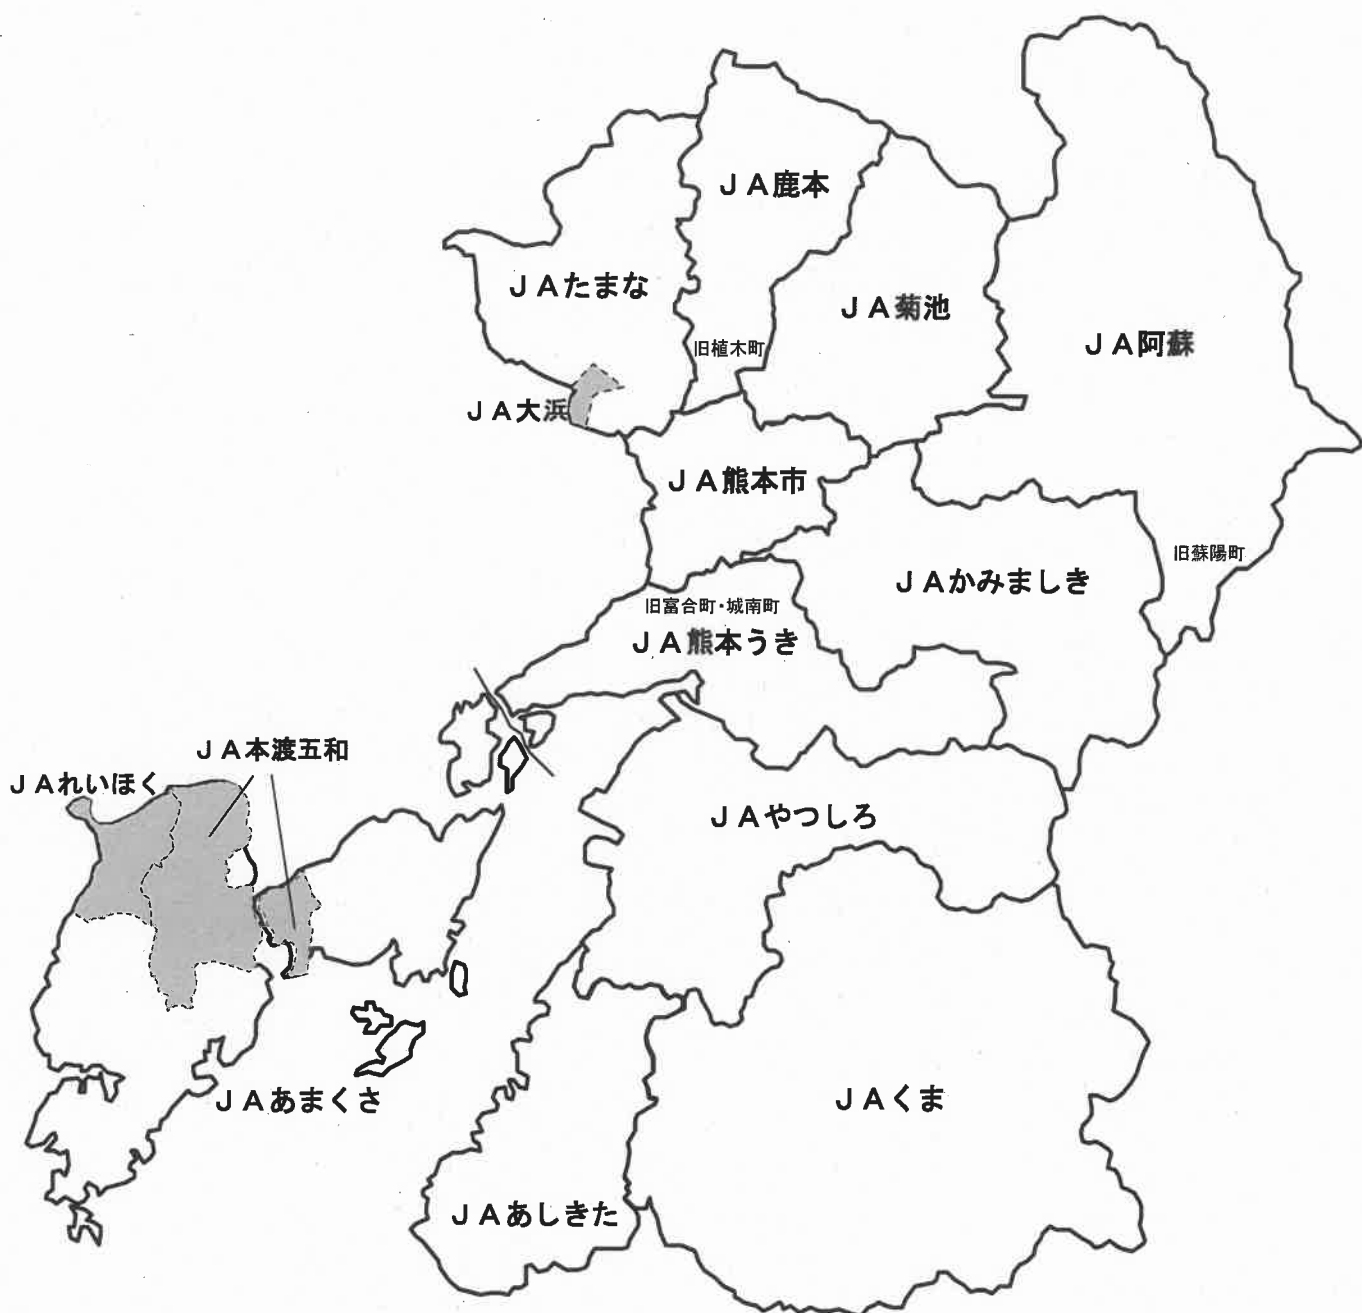 ＪＡ鹿本
ＪＡたまな
ＪＡ菊池
ＪＡ阿蘇
旧植木町
ＪＡ大浜
ＪＡ熊本市
旧蘇陽町
ＪＡかみましき
旧富合町・城南町
ＪＡ熊本うき
ＪＡ本渡五和
ＪＡれいほく
ＪＡやつしろ
ＪＡあまくさ
ＪＡくま
ＪＡあしきた